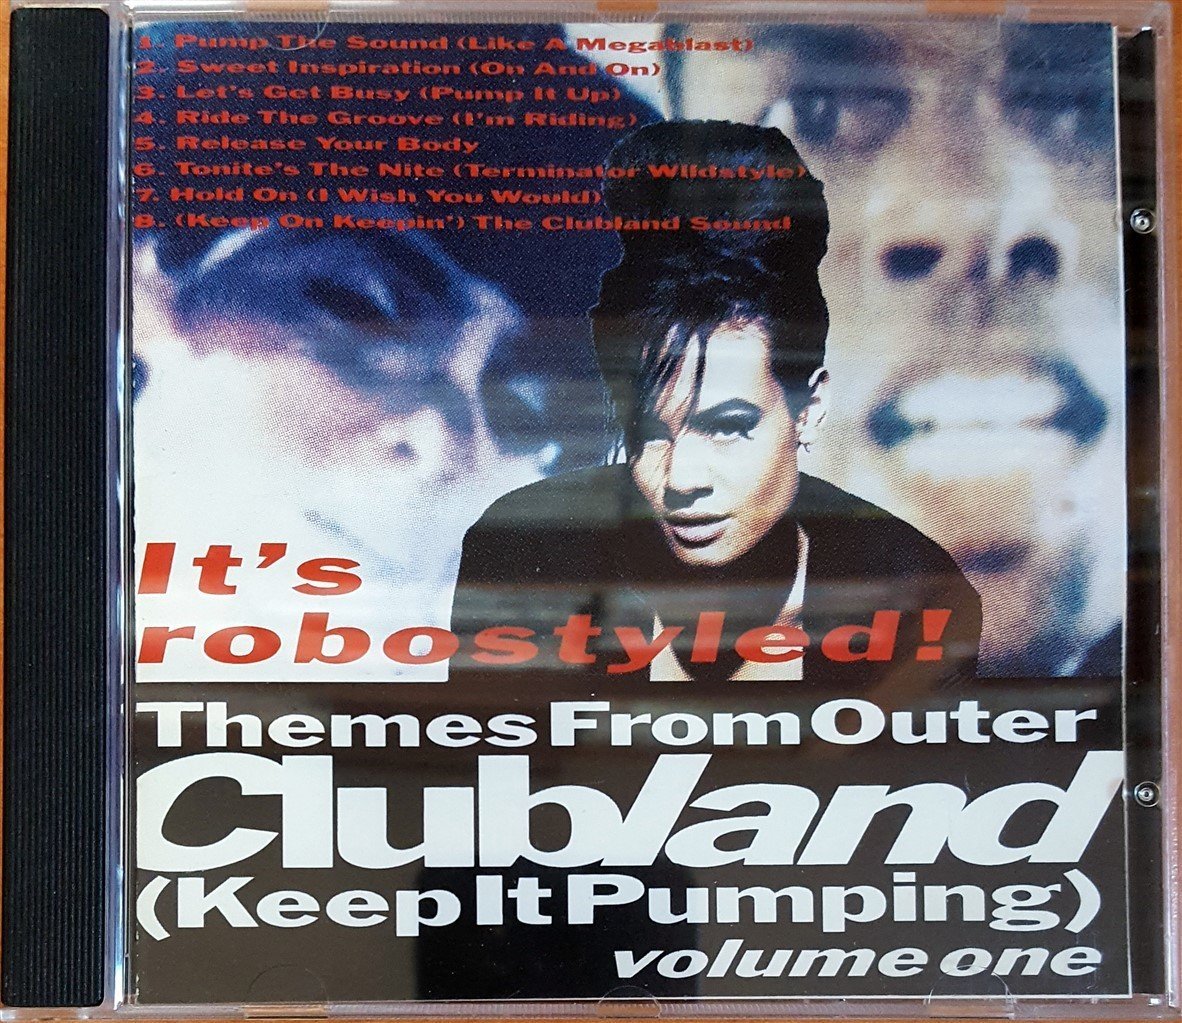 1. Pump The Sound (Like A Megablast)
2. Sweet Inspiration (On And On)
3. Let's Get Busy (Pump It Up)
4. Ride The Groove (I'm Riding)
5. Release Your Body
6. Tonite's The Nite (Terminator Wildstyle)
7. Hold On (I Wish You Would)
8. (Keep On Keepin') The Clubland Sound
It's
robostyled!
Themes From Outer
Clubland
(Keep It Pumping)
volume one